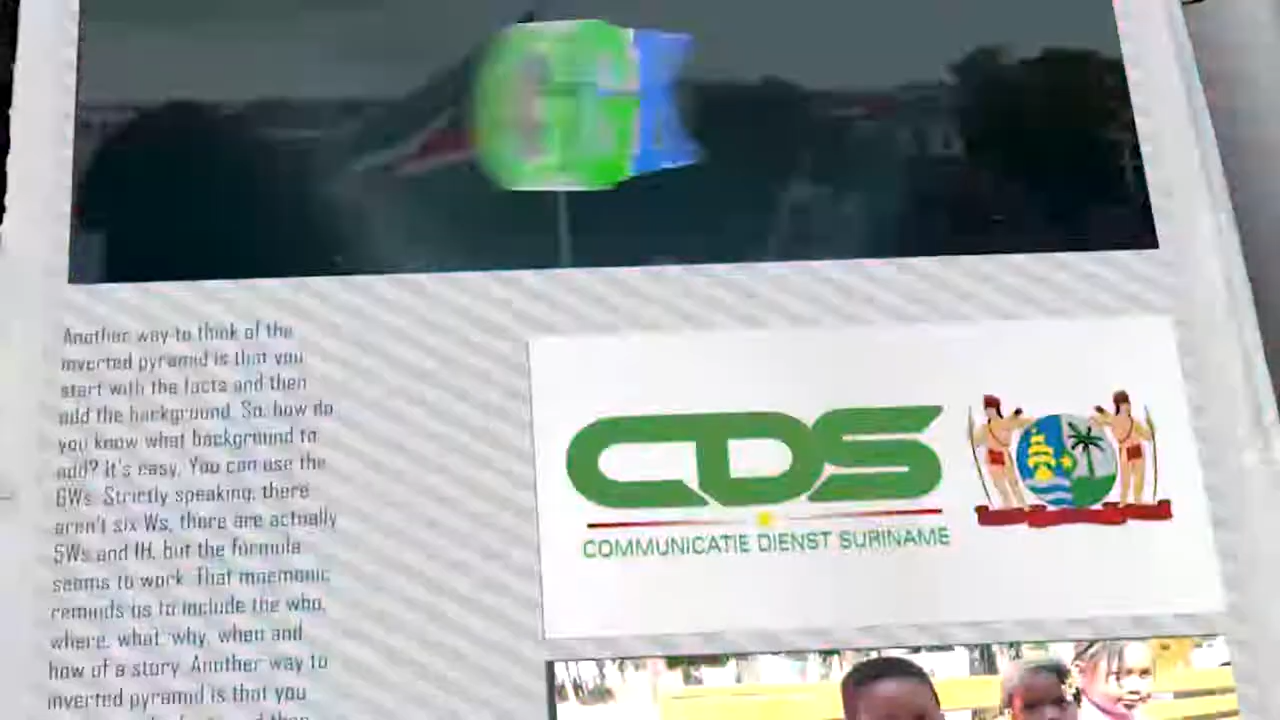 Another way to think of the
inverted pyramid is that you
start with the facts and then
add the background. So, how do
you know what background to
add? It's easy. You can use the
6Ws. Strictly speaking, there
aren't six Ws, there are actually
5Ws and 1H, but the formula
seems to work. That mnemonic
reminds us to include the who,
where, what, why, when and
how of a story. Another way to
inverted pyramid is that you
CDS
COMMUNICATIE DIENST SURINAME